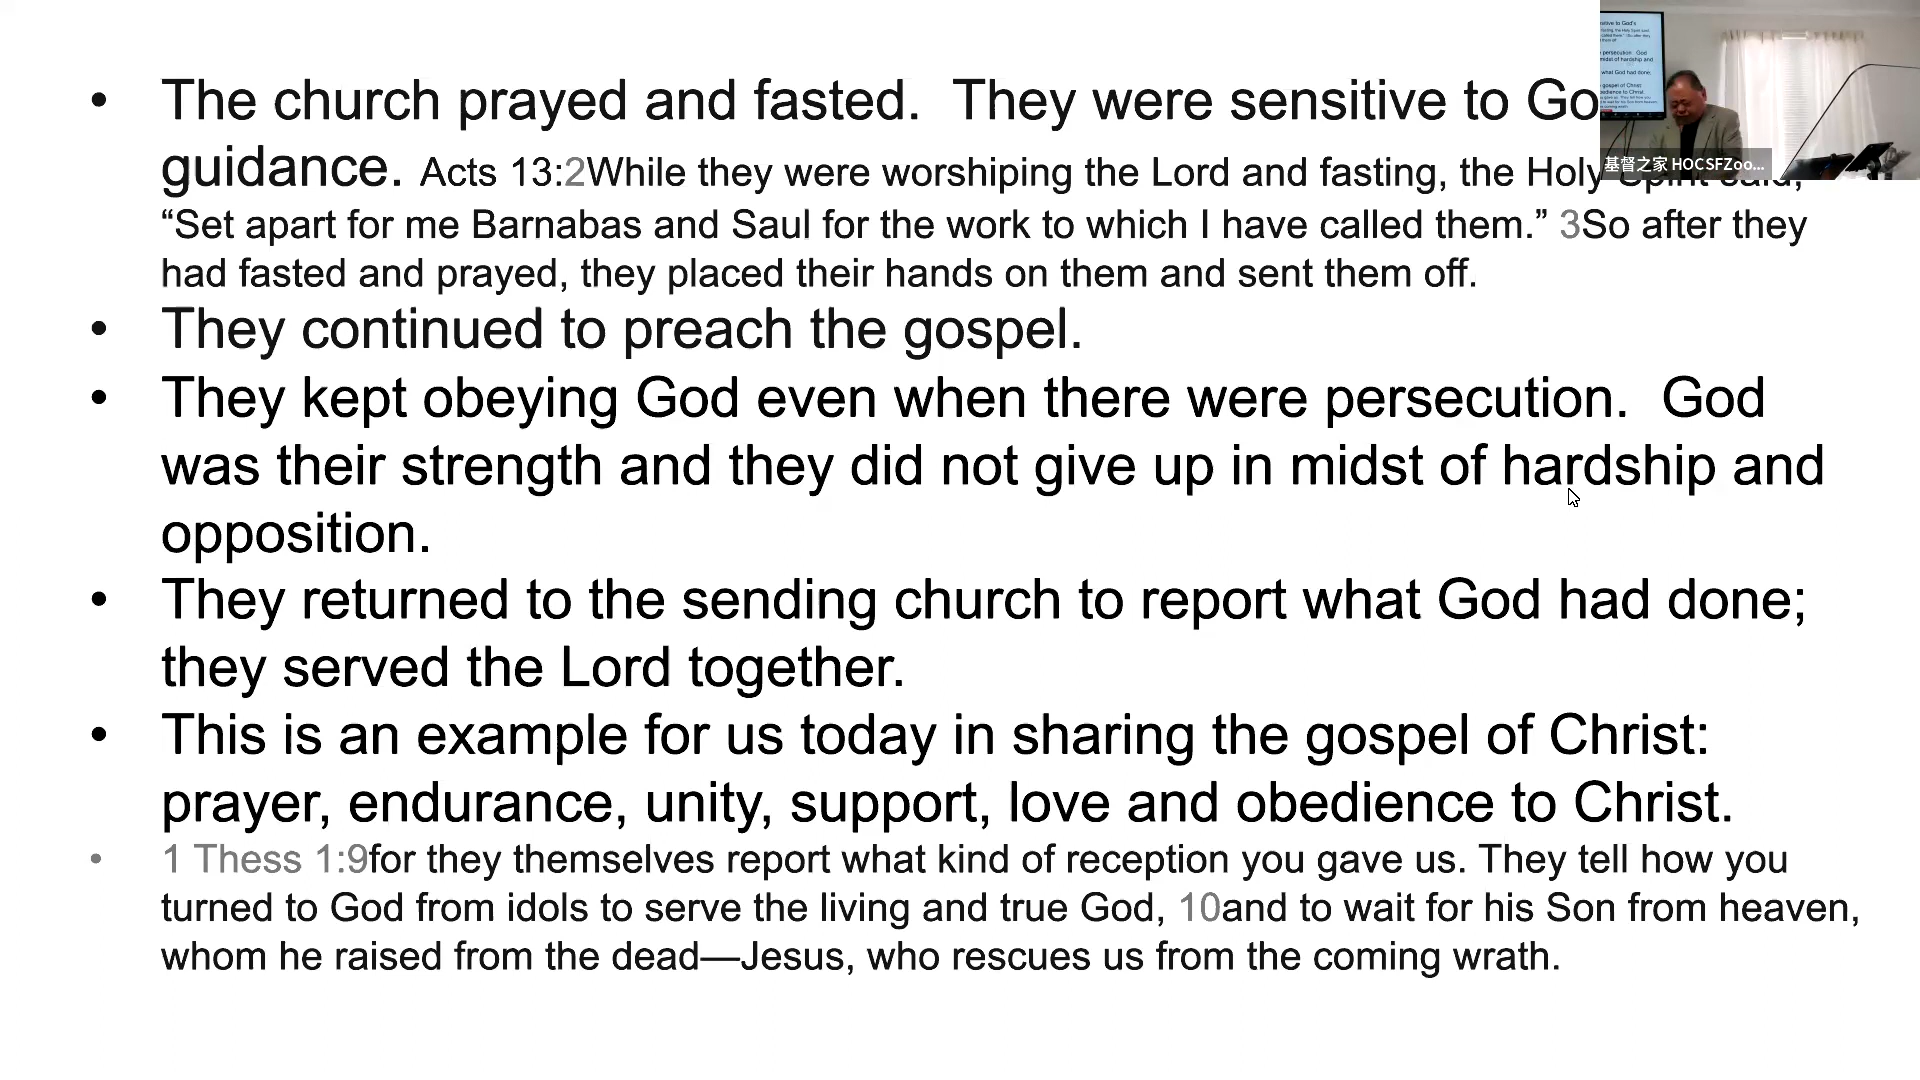 • The church prayed and fasted.  They were sensitive to Go
guidance. Acts 13:2While they were worshiping the Lord and fasting, the Holy Spirit said,
“Set apart for me Barnabas and Saul for the work to which I have called them.” 3So after they
had fasted and prayed, they placed their hands on them and sent them off.
• They continued to preach the gospel.
• They kept obeying God even when there were persecution.  God
was their strength and they did not give up in midst of hardship and
opposition.
• They returned to the sending church to report what God had done;
they served the Lord together.
• This is an example for us today in sharing the gospel of Christ:
prayer, endurance, unity, support, love and obedience to Christ.
• 1 Thess 1:9for they themselves report what kind of reception you gave us. They tell how you
turned to God from idols to serve the living and true God, 10and to wait for his Son from heaven,
whom he raised from the dead—Jesus, who rescues us from the coming wrath.
基督之家 HOCSFZoo...